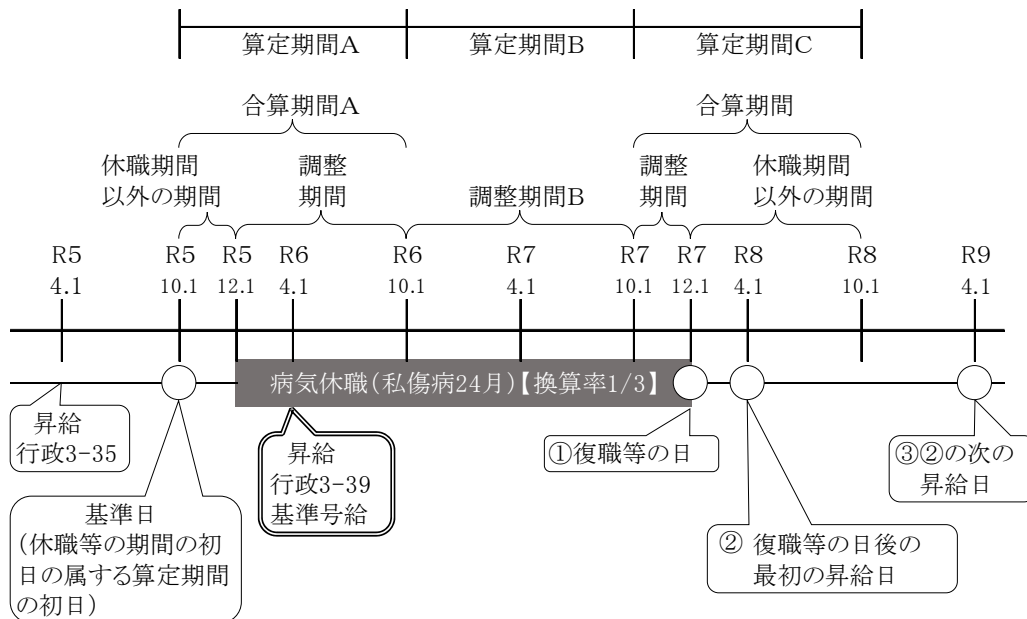 算定期間A
算定期間B
算定期間C
合算期間A
合算期間
休職期間
以外の期間
調整
期間
調整期間B
調整
期間
休職期間
以外の期間
R5
4.1
R5
10.1
R5
12.1
R6
4.1
R6
10.1
R7
4.1
R7
10.1
R7
12.1
R8
4.1
R8
10.1
R9
4.1
病気休職(私傷病24月)【換算率1/3】
昇給
行政3-35
昇給
行政3-39
基準号給
①復職等の日
③②の次の
昇給日
基準日
(休職等の期間の初
日の属する算定期間
の初日)
② 復職等の日後の
最初の昇給日